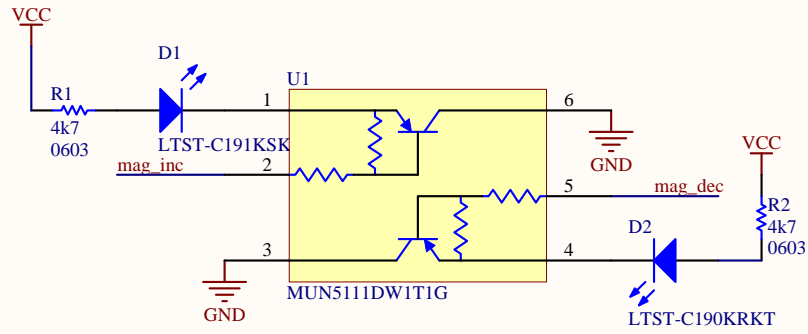 VCC
D1
U1
R1
1
6
4k7
0603
LTST-C191KSK
GND
VCC
mag_inc
2
5
mag_dec
R2
D2
4k7
3
4
0603
GND
MUN5111DW1T1G
LTST-C190KRKT